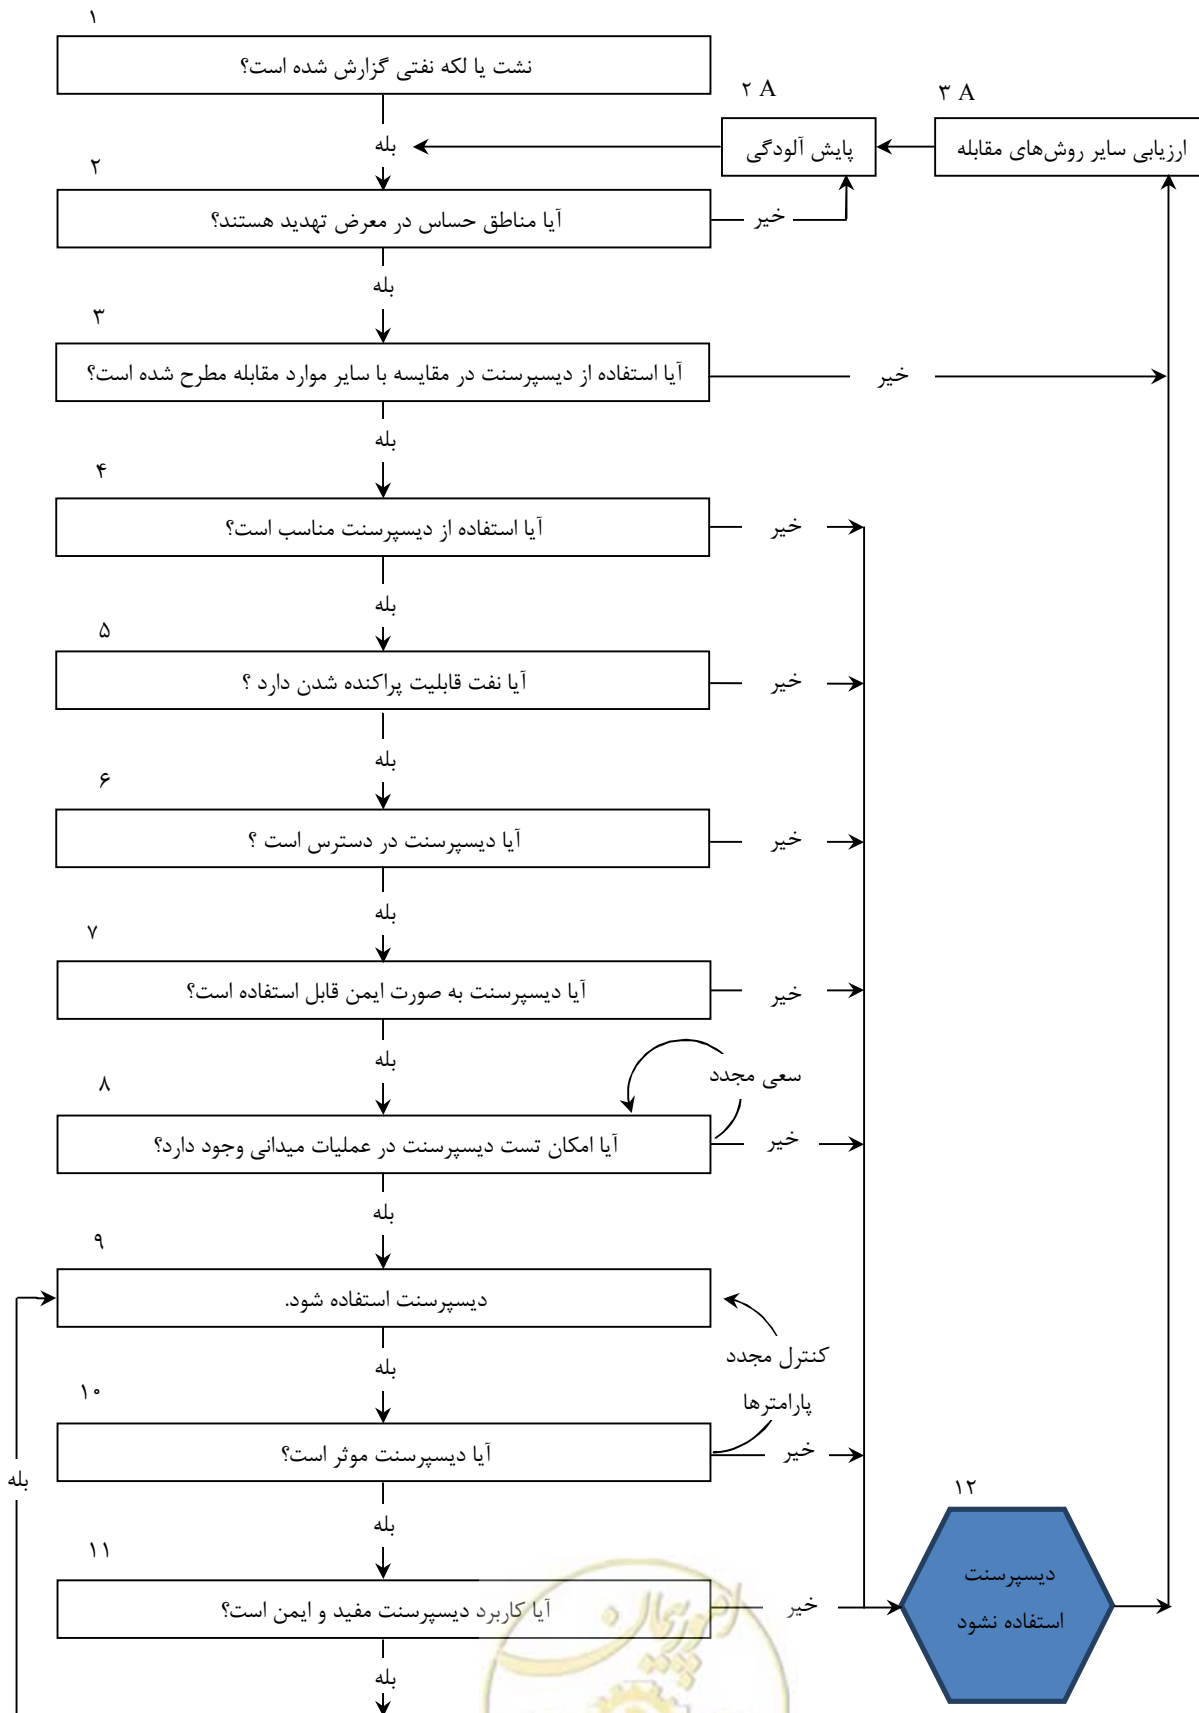 ۱
نشت یا لکه نفتی گزارش شده است؟
۲ A
۳ A
بله
پایش آلودگی
ارزیابی سایر روش‌های مقابله
۲
آیا مناطق حساس در معرض تهدید هستند؟
خیر
بله
۳
آیا استفاده از دیسپرسنت در مقایسه با سایر موارد مقابله مطرح شده است؟
خیر
بله
۴
آیا استفاده از دیسپرسنت مناسب است؟
خیر
بله
۵
آیا نفت قابلیت پراکنده شدن دارد ؟
خیر
بله
۶
آیا دیسپرسنت در دسترس است ؟
خیر
بله
۷
آیا دیسپرسنت به صورت ایمن قابل استفاده است؟
خیر
بله
سعی مجدد
۸
آیا امکان تست دیسپرسنت در عملیات میدانی وجود دارد؟
خیر
بله
۹
دیسپرسنت استفاده شود.
بله
کنترل مجدد
پارامترها
۱۰
آیا دیسپرسنت موثر است؟
خیر
بله
بله
۱۱
آیا کاربرد دیسپرسنت مفید و ایمن است؟
خیر
۱۲
دیسپرسنت
استفاده نشود
بله
امور پیمان